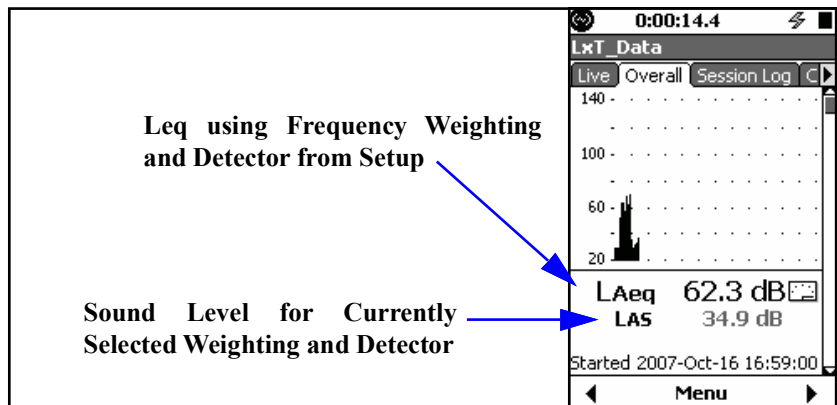 0:00:14.4
LxT_Data
Live Overall Session Log C
140
100
60
20
Leq using Frequency Weighting
and Detector from Setup
LAeq 62.3 dB
Sound Level for Currently
Selected Weighting and Detector
LAS 34.9 dB
Started 2007-Oct-16 16:59:00
Menu